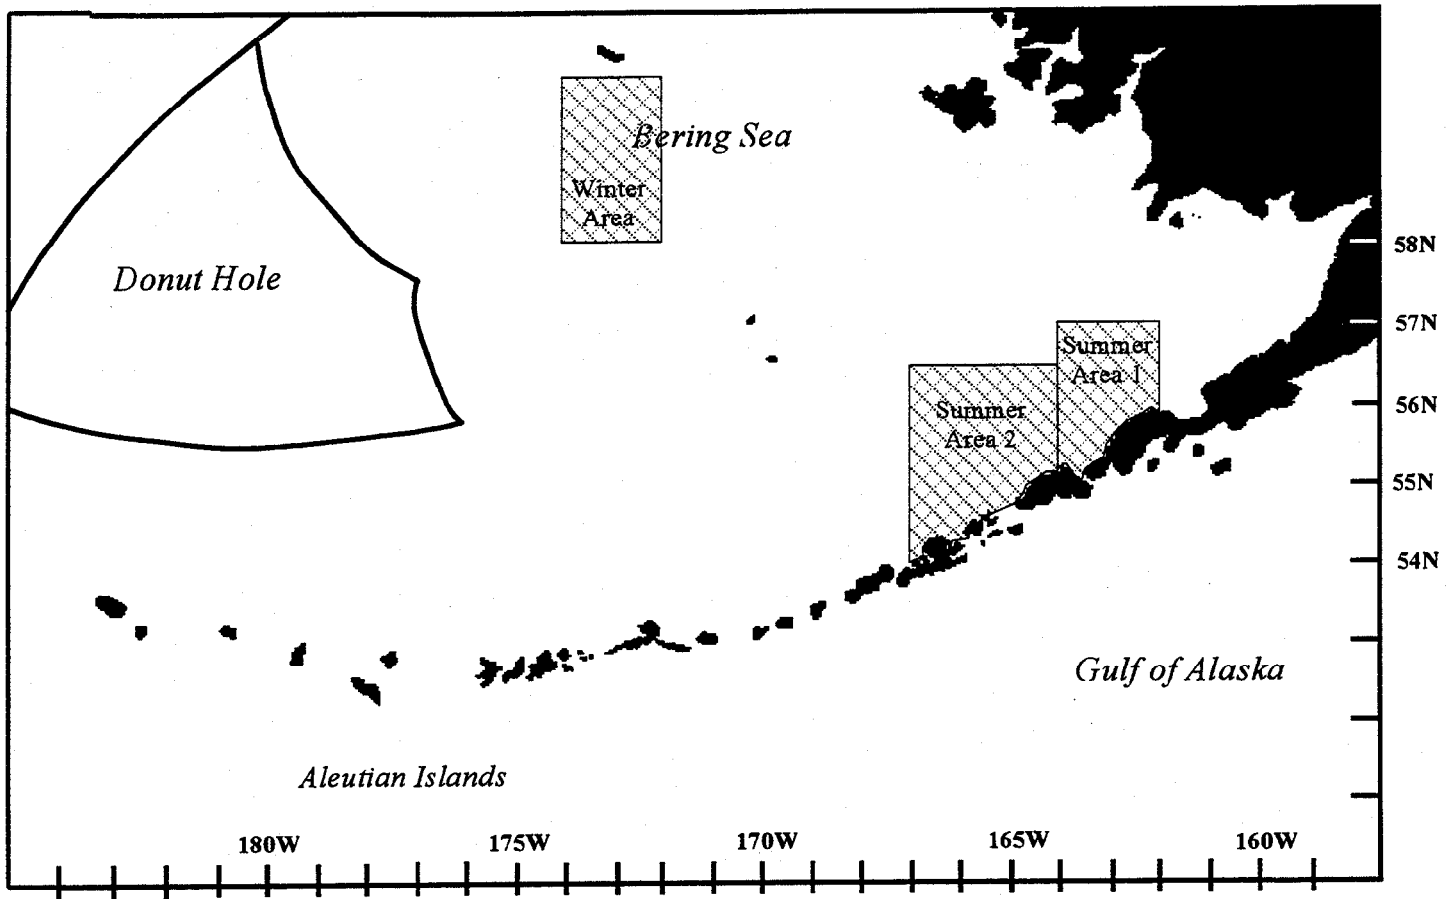 Bering Sea
Winter
Area
Donut Hole
58N
57N
Summer
Area 1
56N
Summer
Area 2
55N
54N
Gulf of Alaska
Aleutian Islands
180W 175W 170W 165W 160W